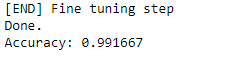 [END] Fine tuning step
Done.
Accuracy: 0.991667